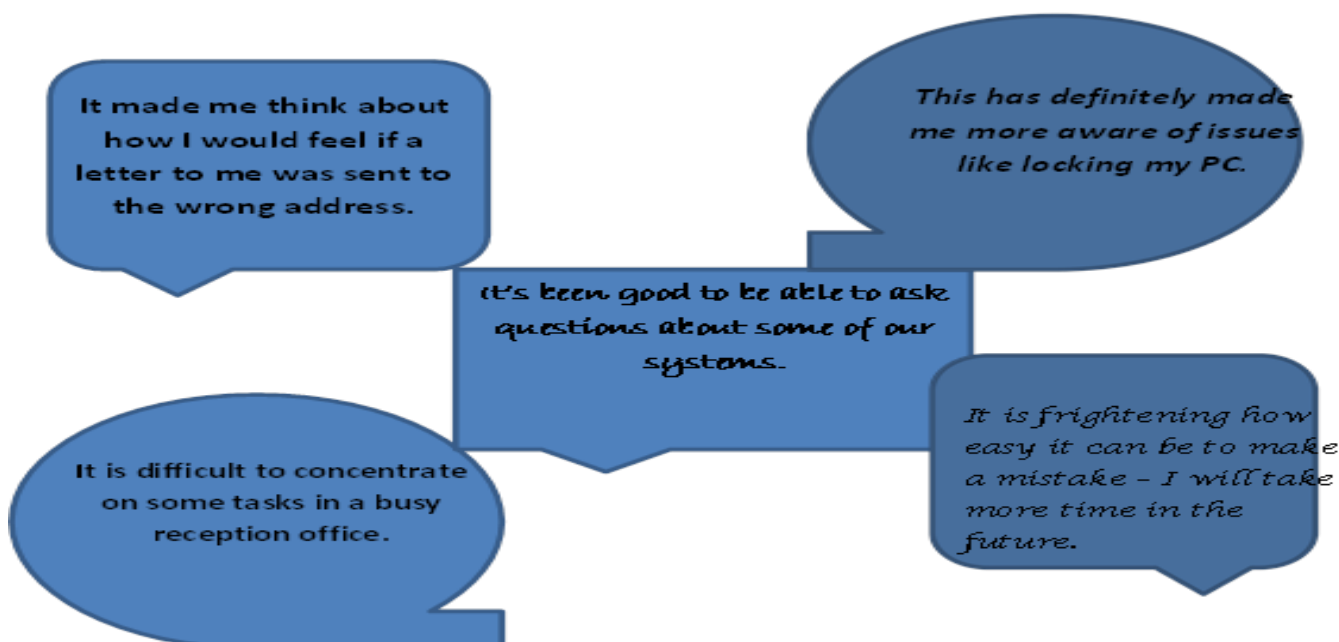 It made me think about
how I would feel if a
letter to me was sent to
the wrong address.
This has definitely made
me more aware of issues
like locking my PC.
It's been good to be able to ask
questions about some of our
systems.
It is difficult to concentrate
on some tasks in a busy
reception office.
It is frightening how
easy it can be to make
a mistake – I will take
more time in the
future.